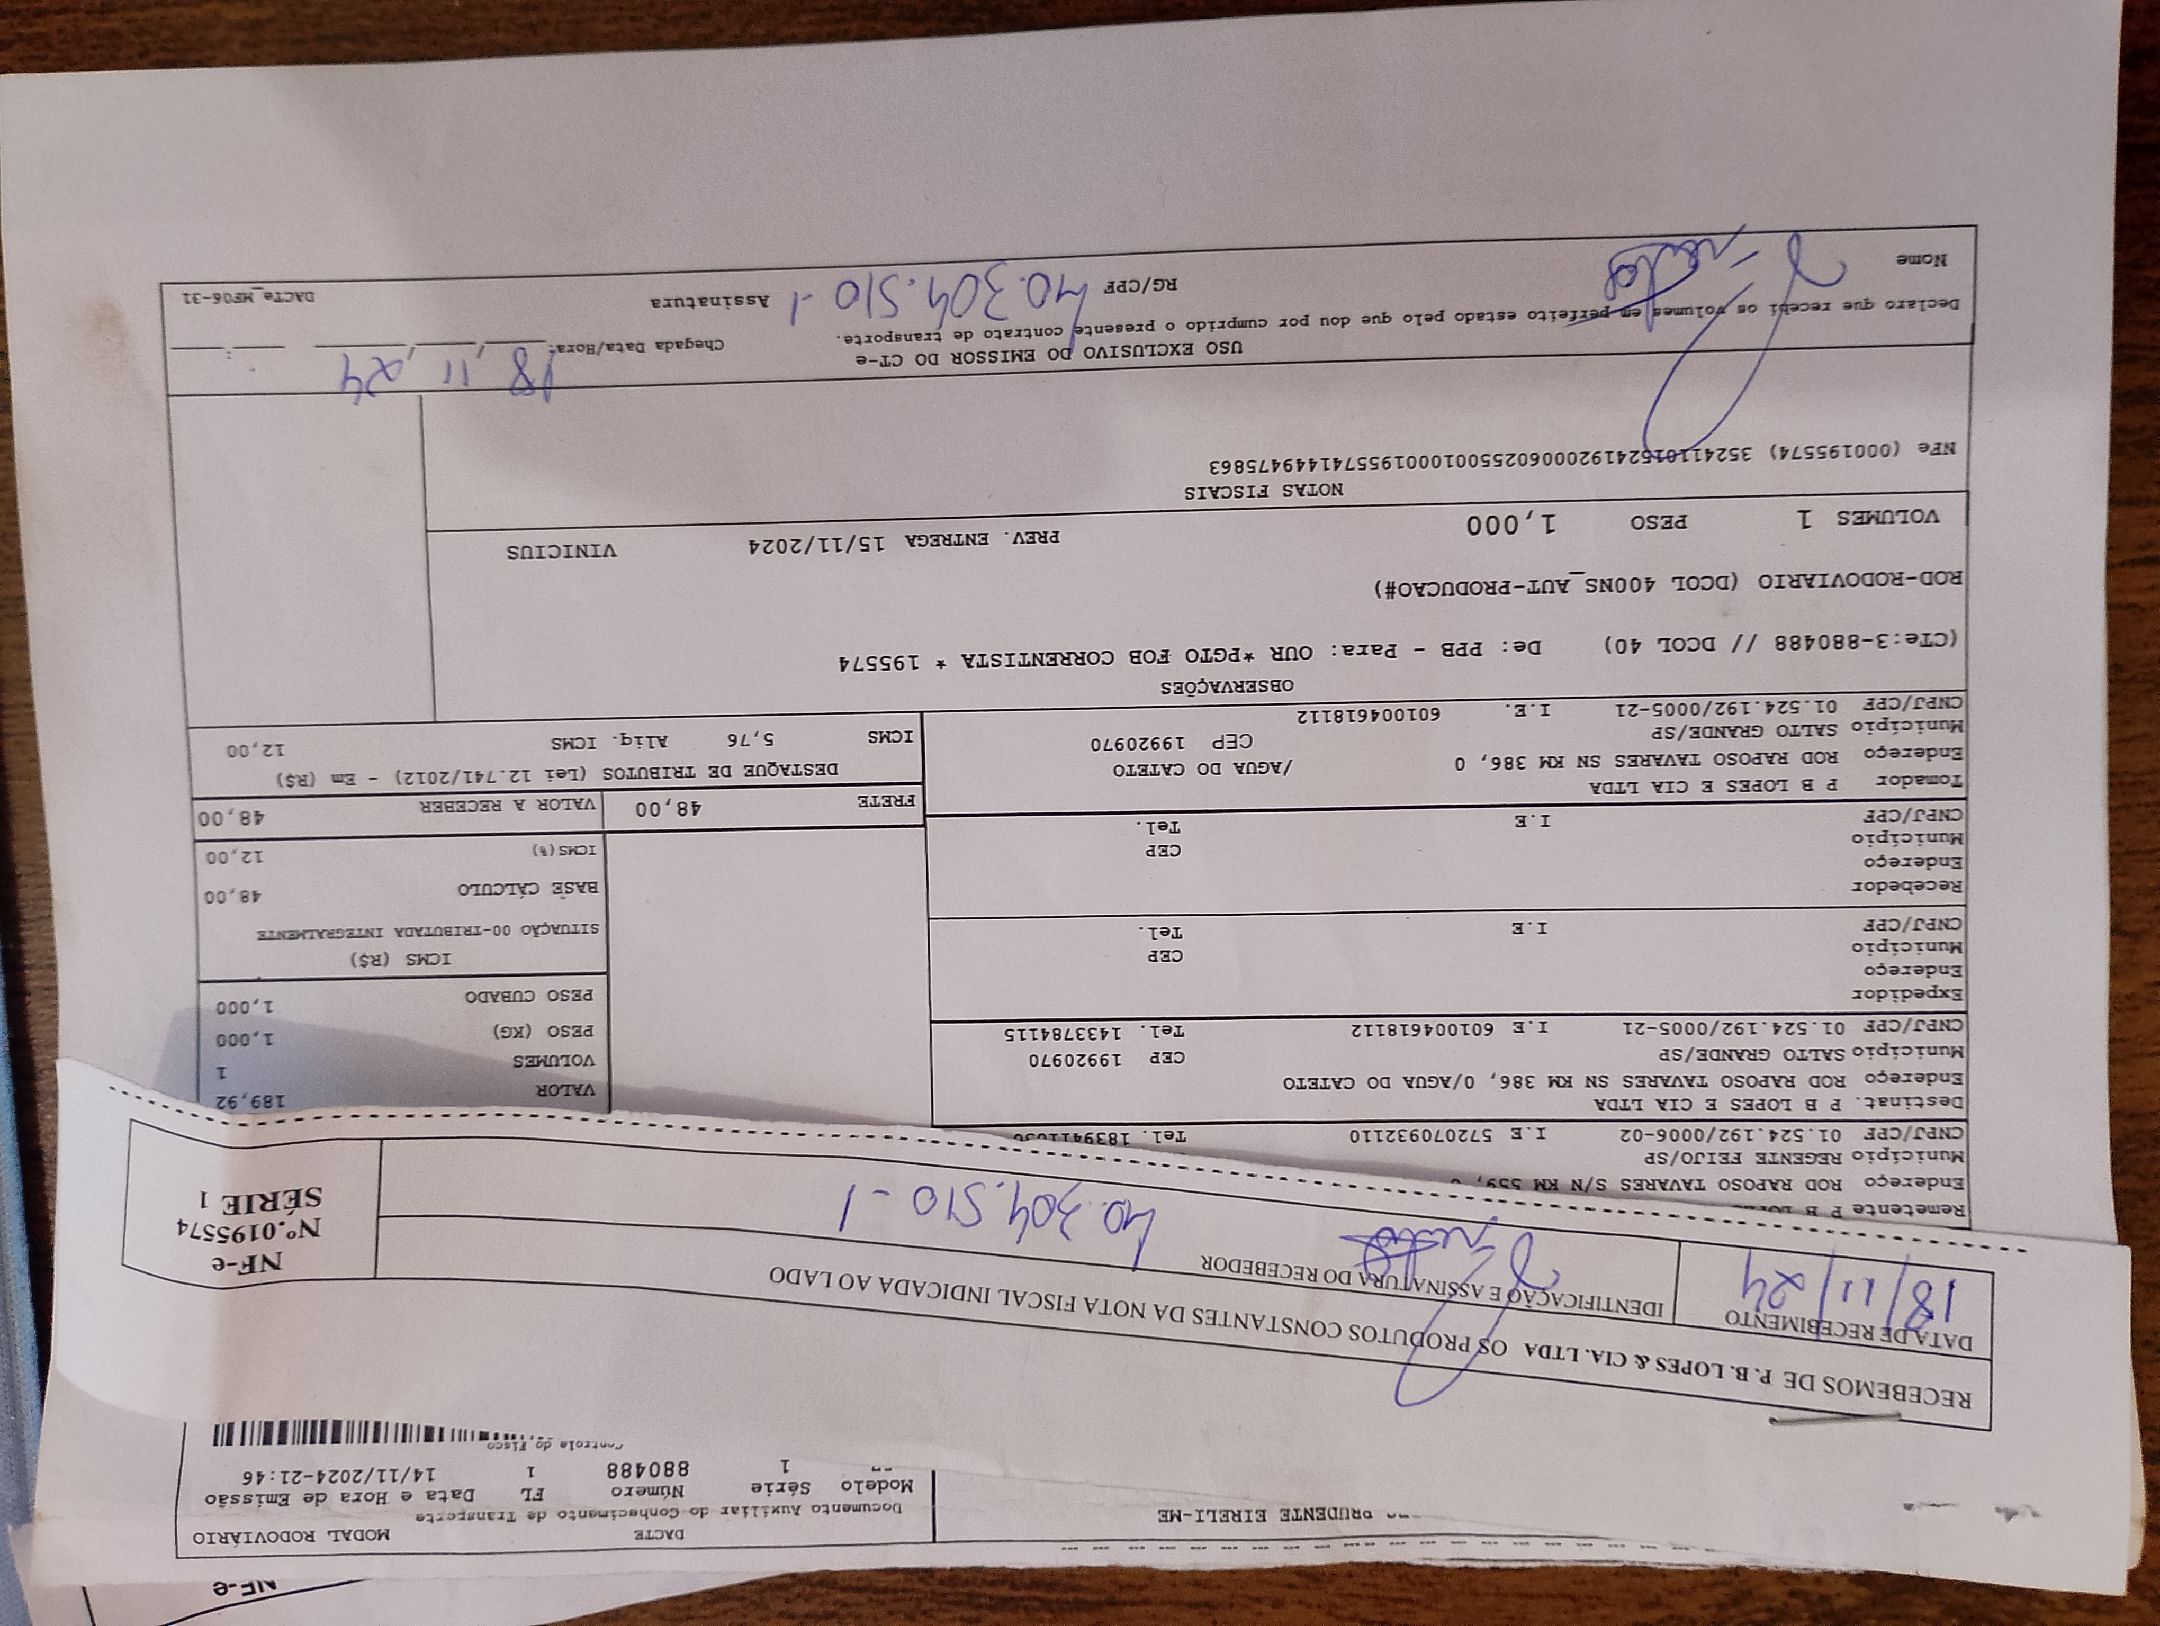 NF-e
DACTE
MODAL RODOVIÁRIO
PRUDENTE EIRELI-ME
Documento Auxiliar do Conhecimento de Transporte
Modelo Série Número FL Data e Hora de Emissão
1 880488 1 14/11/2024-21:46
Controle do Fisco
RECEBEMOS DE P. B. LOPES & CIA. LTDA OS PRODUTOS CONSTANTES DA NOTA FISCAL INDICADA AO LADO
DATA DE RECEBIMENTO
18/11/24
IDENTIFICAÇÃO E ASSINATURA DO RECEBEDOR
40.304.510-1
NF-e
Nº.0195574
SÉRIE 1
Remetente P B
Endereço ROD RAPOSO TAVARES S/N KM 559,
Município REGENTE FEIJO/SP
CNPJ/CPF 01.524.192/0006-02 I.E 572070932110 Tel.
Destinat. P B LOPES E CIA LTDA
Endereço ROD RAPOSO TAVARES SN KM 386, 0/AGUA DO CATETO
Município SALTO GRANDE/SP CEP 19920970
CNPJ/CPF 01.524.192/0005-21 I.E 601004618112 Tel. 1433784115
Expedidor
Endereço
Município CEP
CNPJ/CPF I.E Tel.
Recebedor
Endereço
Município CEP
CNPJ/CPF I.E Tel.
Tomador P B LOPES E CIA LTDA
Endereço ROD RAPOSO TAVARES SN KM 386, 0 /AGUA DO CATETO
Município SALTO GRANDE/SP CEP 19920970
CNPJ/CPF 01.524.192/0005-21 I.E. 601004618112
VALOR 189,92
VOLUMES 1
PESO (KG) 1,000
PESO CUBADO 1,000
ICMS (R$)
SITUAÇÃO 00-TRIBUTADA INTEGRALMENTE
BASE CÁLCULO 48,00
ICMS(%) 12,00
FRETE 48,00 VALOR A RECEBER 48,00
DESTAQUE DE TRIBUTOS (Lei 12.741/2012) - Em (R$)
ICMS 5,76 Aliq. ICMS 12,00
OBSERVAÇÕES
(CTe:3-880488 // DCOL 40) De: PPB - Para: OUR *PGTO FOB CORRENTISTA * 195574
ROD-RODOVIARIO (DCOL 400NS_AUT-PRODUCAO#)
VOLUMES 1 PESO 1,000 PREV. ENTREGA 15/11/2024 VINICIUS
NOTAS FISCAIS
NFe (000195574) 35241101524192000602550010001955741449475863
USO EXCLUSIVO DO EMISSOR DO CT-e
Declaro que recebi os volumes em perfeito estado pelo que dou por cumprido o presente contrato de transporte.
Chegada Data/Hora: 18, 11, 24
Nome
RG/CPF 40.304.510-1 Assinatura
DACTe_MF06-31